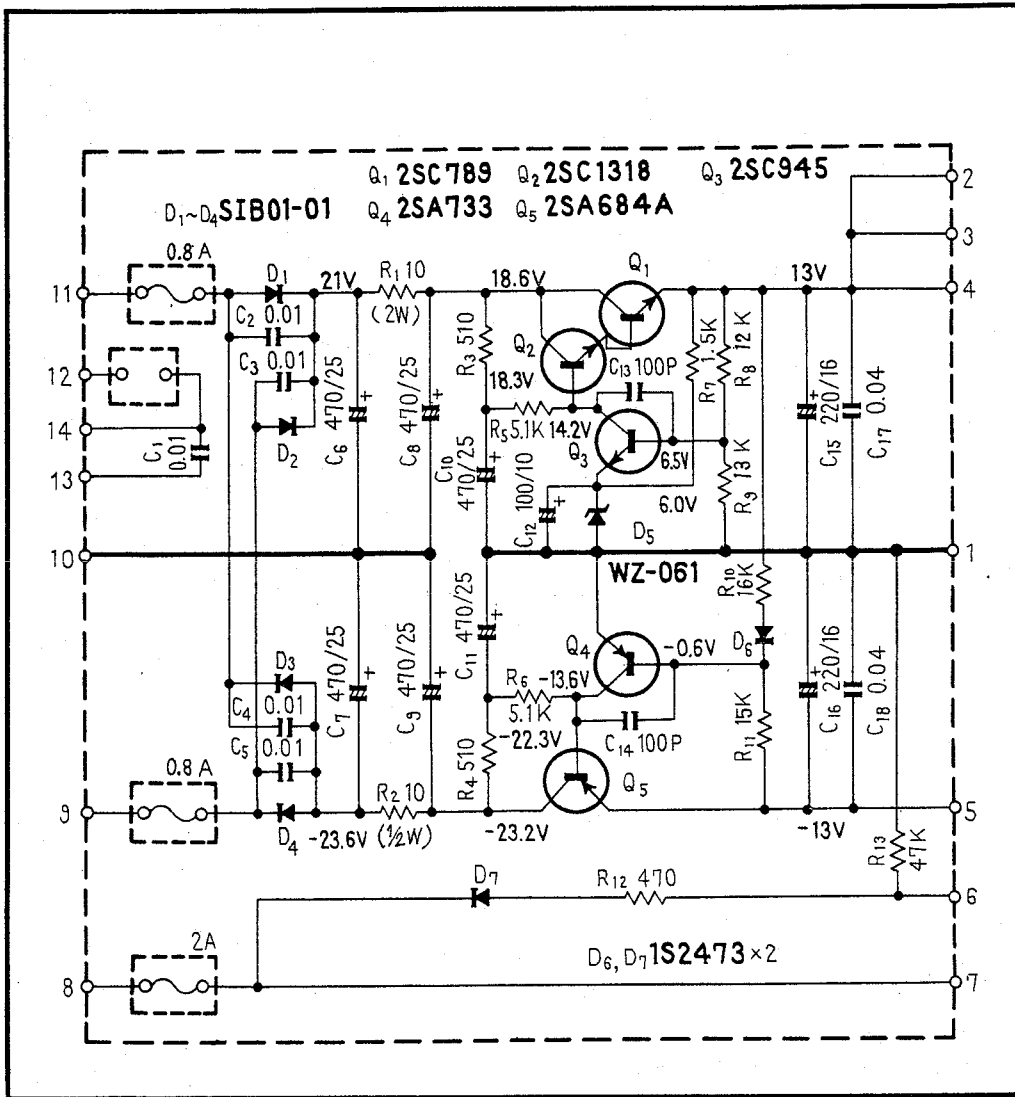 Q1 2SC789 Q2 2SC1318 Q3 2SC945
D1~D4 SIB01-01 Q4 2SA733 Q5 2SA684A
2
3
0.8A
11
D1
21V
R1 10
(2W)
18.6V
Q1
13V
4
C2 0.01
C3 0.01
12
14
13
C1 0.01
D2
C6 470/25
C8 470/25
R3 510
Q2
18.3V
C13 100P
R7 1.5K
R8 12K
R5 5.1K
14.2V
Q3
6.5V
C10 470/25
C12 100/10
6.0V
R9 13K
C15 220/16
C17 0.04
D5
10
WZ-061
1
R10 16K
C7 470/25
C9 470/25
C11 470/25
Q4
-0.6V
D6
C16 220/16
C18 0.04
D3
C4 0.01
C5 0.01
R6 5.1K
-13.6V
-22.3V
C14 100P
R11 15K
R4 510
Q5
0.8A
9
D4
-23.6V
R2 10
(½W)
-23.2V
-13V
5
R13 47K
D7
R12 470
6
2A
8
D6, D7 1S2473×2
7